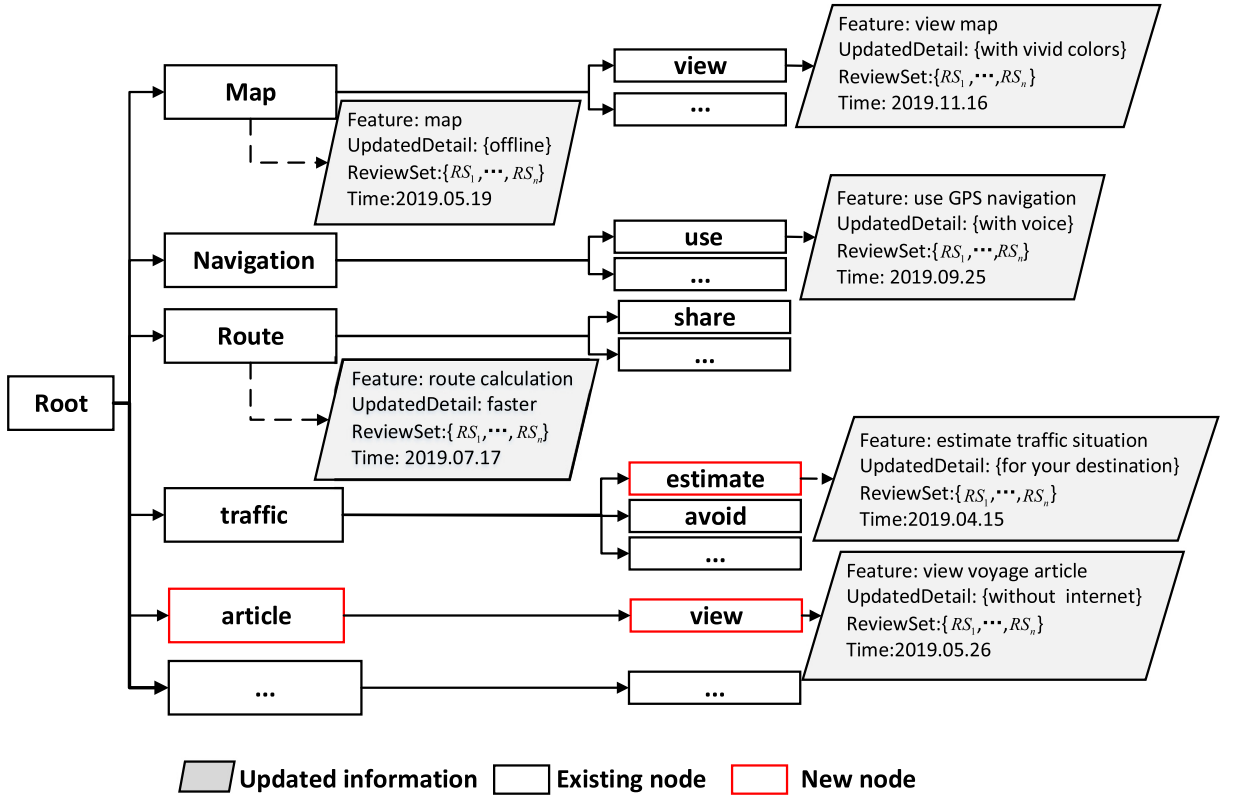 Feature: view map
UpdatedDetail: {with vivid colors}
ReviewSet:{RS₁,⋯,RSₙ}
Time: 2019.11.16
view
Map
...
Feature: map
UpdatedDetail: {offline}
ReviewSet:{RS₁,⋯, RSₙ}
Time:2019.05.19
Feature: use GPS navigation
UpdatedDetail: {with voice}
ReviewSet:{RS₁,⋯,RSₙ}
Time: 2019.09.25
use
Navigation
...
share
Route
...
Feature: route calculation
UpdatedDetail: faster
ReviewSet:{ RS₁,⋯, RSₙ}
Time: 2019.07.17
Root
Feature: estimate traffic situation
UpdatedDetail: {for your destination}
ReviewSet:{RS₁,⋯, RSₙ}
Time:2019.04.15
estimate
traffic
avoid
...
Feature: view voyage article
UpdatedDetail: {without internet}
ReviewSet:{ RS₁,⋯, RSₙ}
Time:2019.05.26
article
view
...
...
Updated information
Existing node
New node